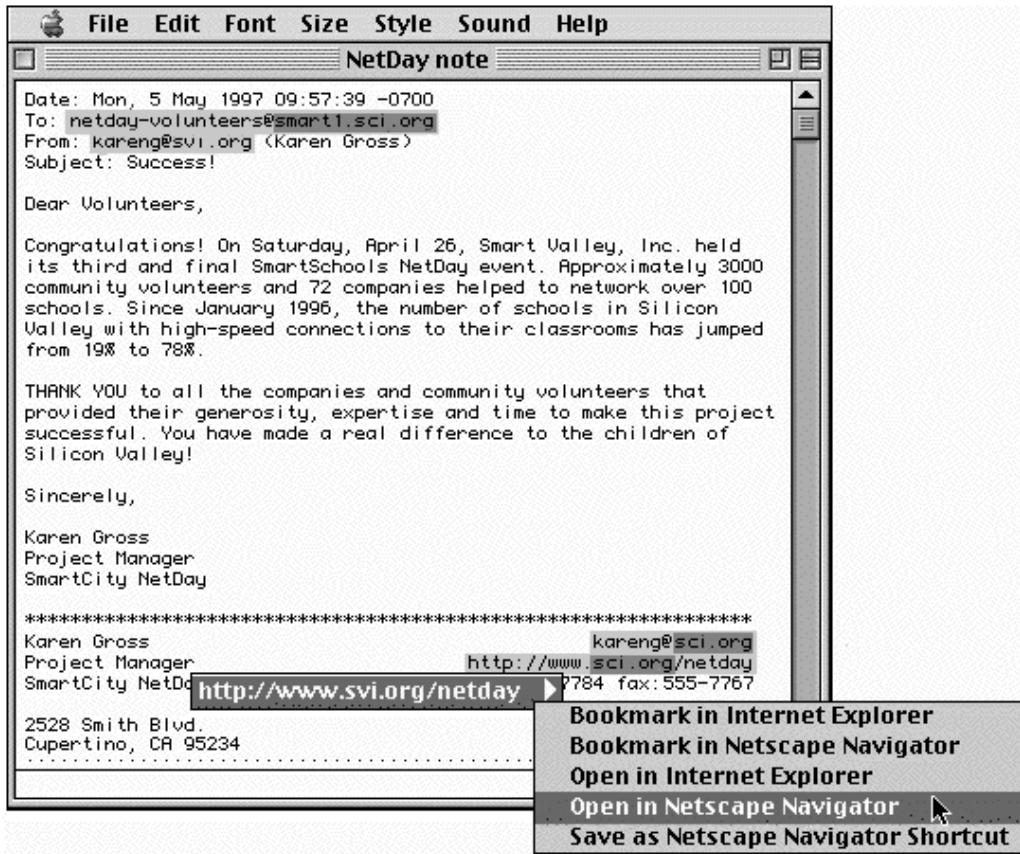 File Edit Font Size Style Sound Help
NetDay note
Date: Mon, 5 May 1997 09:57:39 -0700
To: netday-volunteers@smart1.sci.org
From: kareng@svi.org (Karen Gross)
Subject: Success!
Dear Volunteers,
Congratulations! On Saturday, April 26, Smart Valley, Inc. held
its third and final SmartSchools NetDay event. Approximately 3000
community volunteers and 72 companies helped to network over 100
schools. Since January 1996, the number of schools in Silicon
Valley with high-speed connections to their classrooms has jumped
from 19% to 78%.
THANK YOU to all the companies and community volunteers that
provided their generosity, expertise and time to make this project
successful. You have made a real difference to the children of
Silicon Valley!
Sincerely,
Karen Gross
Project Manager
SmartCity NetDay
*****************************************************************
Karen Gross kareng@sci.org
Project Manager http://www.sci.org/netday
SmartCity NetDa 7784 fax:555-7767
http://www.svi.org/netday
2528 Smith Blvd.
Cupertino, CA 95234
Bookmark in Internet Explorer
Bookmark in Netscape Navigator
Open in Internet Explorer
Open in Netscape Navigator
Save as Netscape Navigator Shortcut